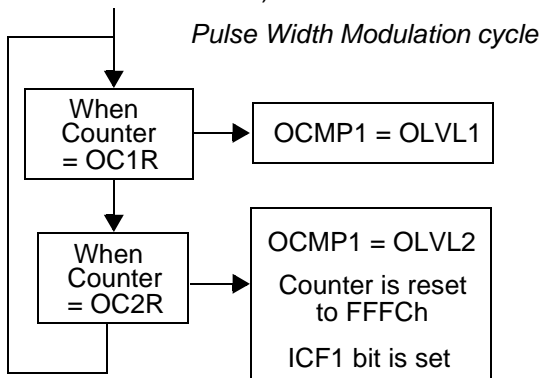 Pulse Width Modulation cycle
When
Counter
= OC1R
OCMP1 = OLVL1
When
Counter
= OC2R
OCMP1 = OLVL2
Counter is reset
to FFFCh
ICF1 bit is set